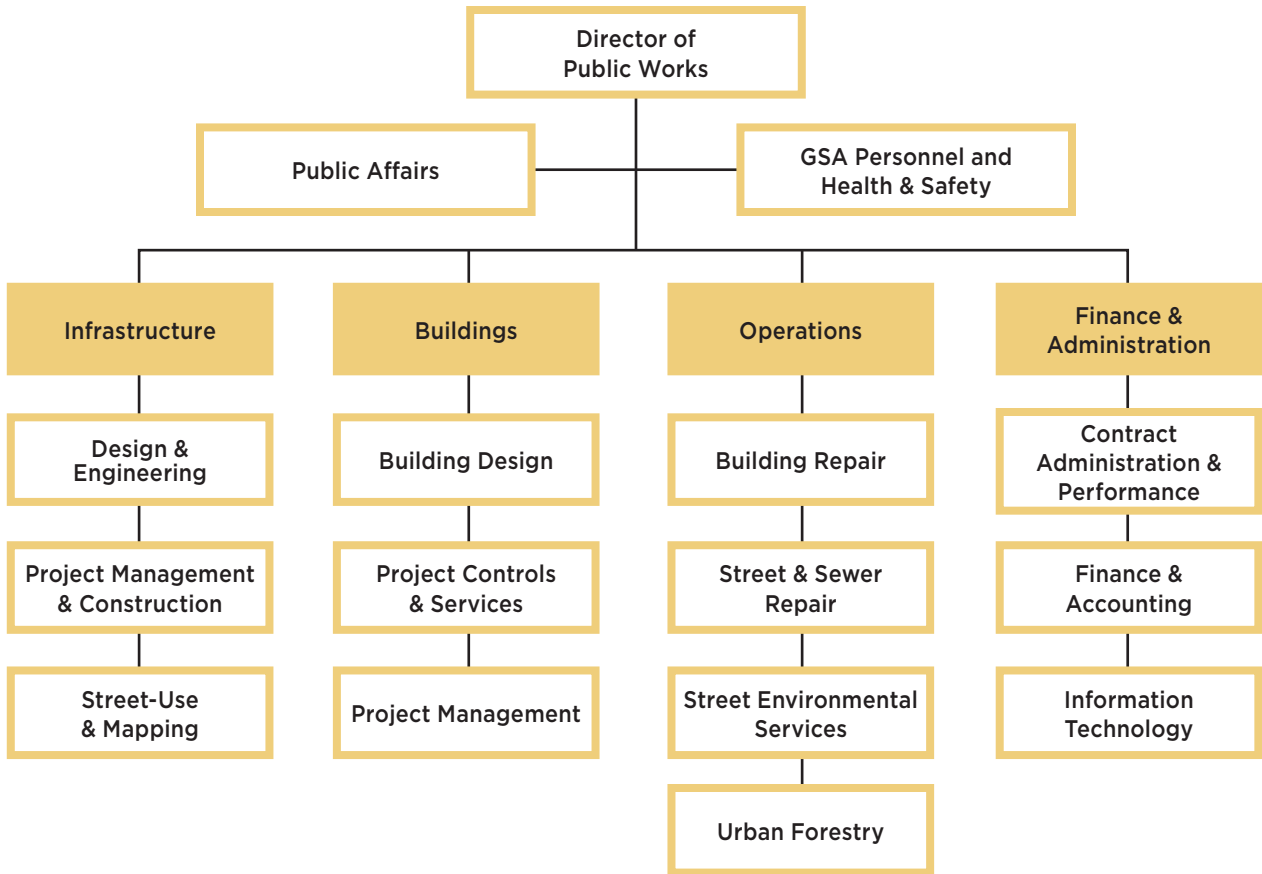 Director of
Public Works
Public Affairs
GSA Personnel and
Health & Safety
Infrastructure
Buildings
Operations
Finance &
Administration
Design &
Engineering
Building Design
Building Repair
Contract
Administration &
Performance
Project Management
& Construction
Project Controls
& Services
Street & Sewer
Repair
Finance &
Accounting
Street-Use
& Mapping
Project Management
Street Environmental
Services
Information
Technology
Urban Forestry